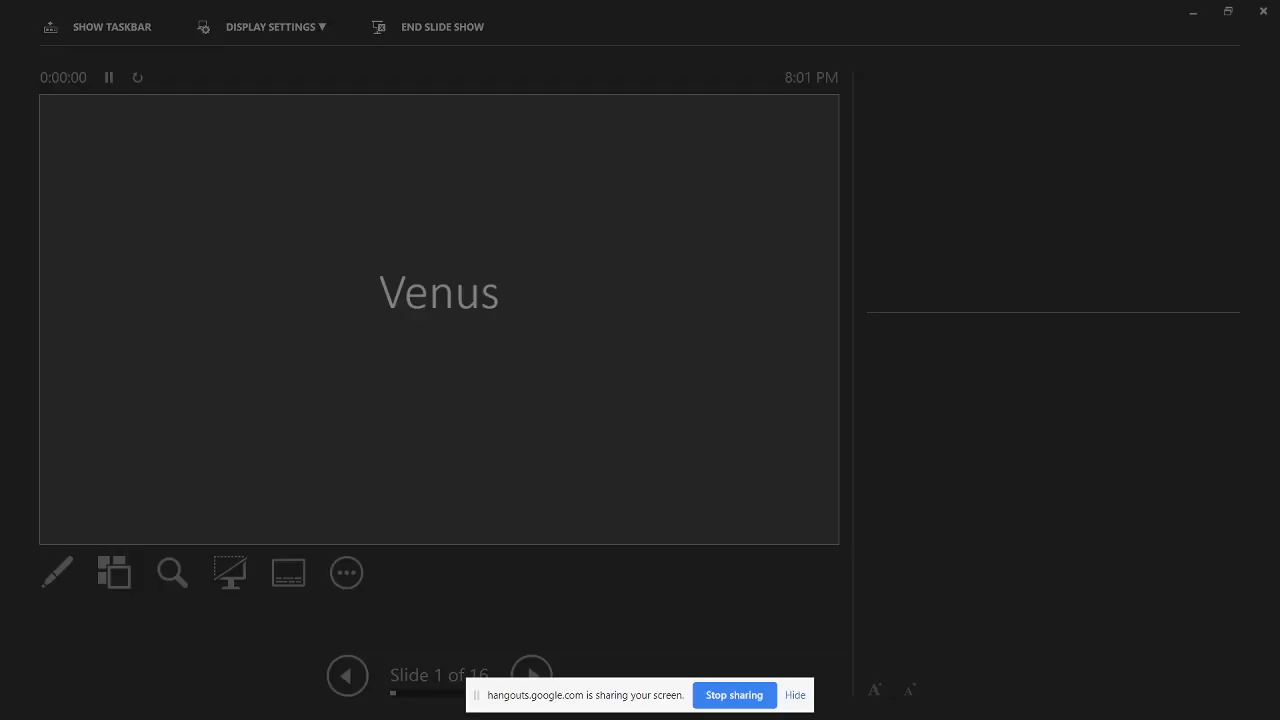 SHOW TASKBAR DISPLAY SETTINGS ▼ END SLIDE SHOW
0:00:00 8:01 PM
Venus
Slide 1 of 16
hangouts.google.com is sharing your screen. Stop sharing Hide
A A